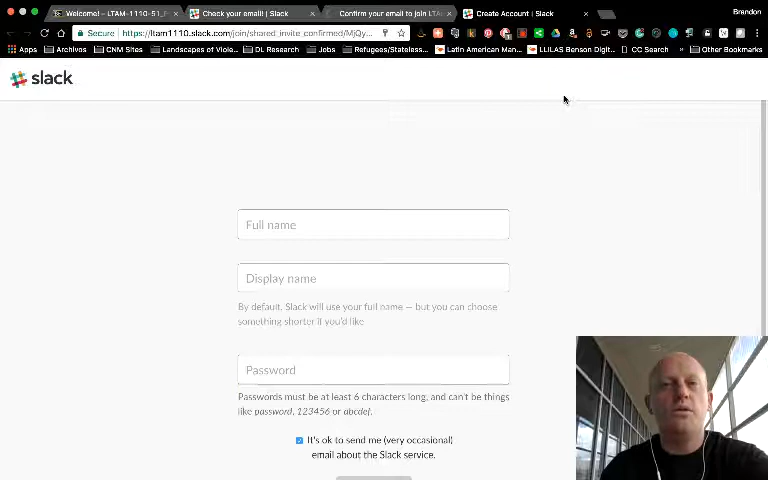 Welcome! – LTAM-1110-51_
Check your email! | Slack
Confirm your email to join LTA
Create Account | Slack
Brandon
Secure
https://ltam1110.slack.com/join/shared_invite_confirmed/MjQy...
Apps
Archivos
CNM Sites
Landscapes of Viole...
DL Research
Jobs
Refugees/Stateless...
Latin American Man...
LLILAS Benson Digit...
CC Search
»
Other Bookmarks
slack
Full name
Display name
By default, Slack will use your full name — but you can choose
something shorter if you'd like
Password
Passwords must be at least 6 characters long, and can't be things
like password, 123456 or abcdef.
It's ok to send me (very occasional)
email about the Slack service.